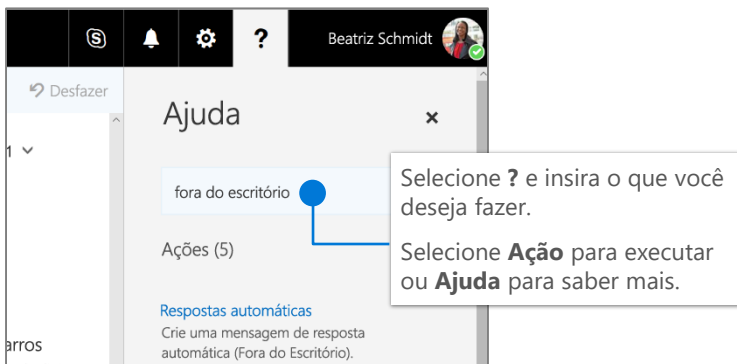 ? Beatriz Schmidt
Desfazer
Ajuda
1
fora do escritório
Selecione ? e insira o que você
deseja fazer.
Selecione Ação para executar
ou Ajuda para saber mais.
Ações (5)
Respostas automáticas
Crie uma mensagem de resposta
automática (Fora do Escritório).
arros